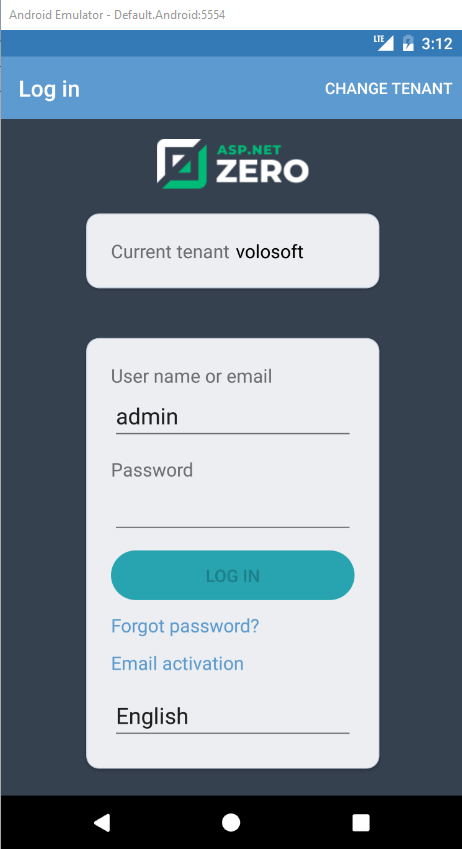 Android Emulator - Default.Android:5554
LTE 3:12
Log in CHANGE TENANT
ASP.NET
ZERO
Current tenant volosoft
User name or email
admin
Password
LOG IN
Forgot password?
Email activation
English